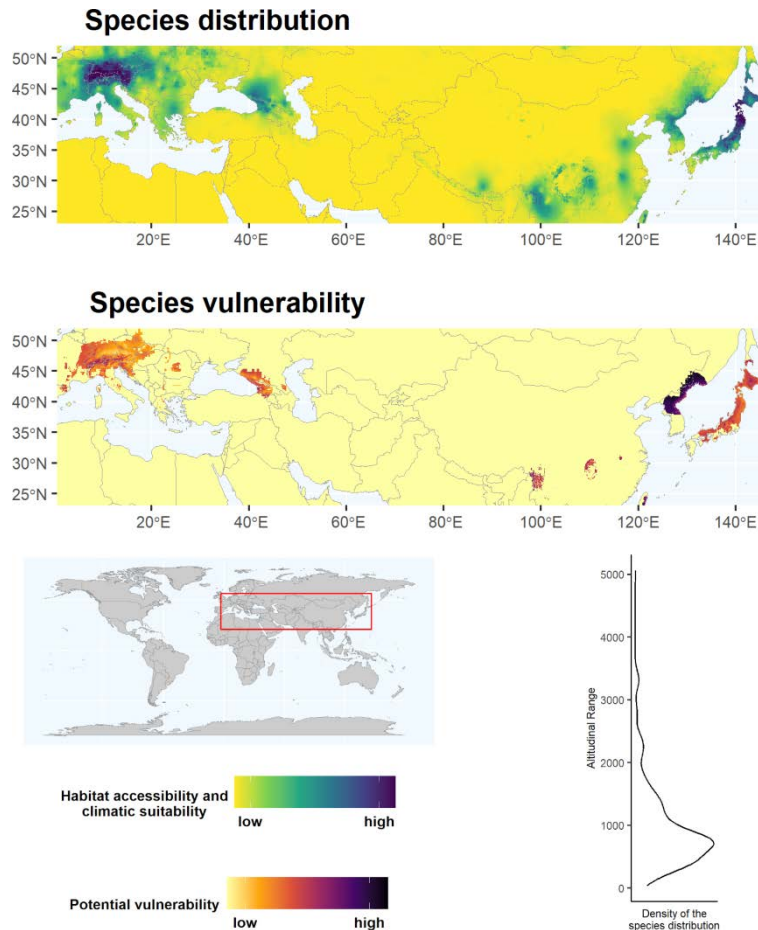 Species distribution
50°N
45°N
40°N
35°N
30°N
25°N
20°E
40°E
60°E
80°E
100°E
120°E
140°E
Species vulnerability
50°N
45°N
40°N
35°N
30°N
25°N
20°E
40°E
60°E
80°E
100°E
120°E
140°E
Habitat accessibility and
climatic suitability
low
high
Potential vulnerability
low
high
5000
4000
3000
2000
1000
0
Altitudinal Range
Density of the
species distribution